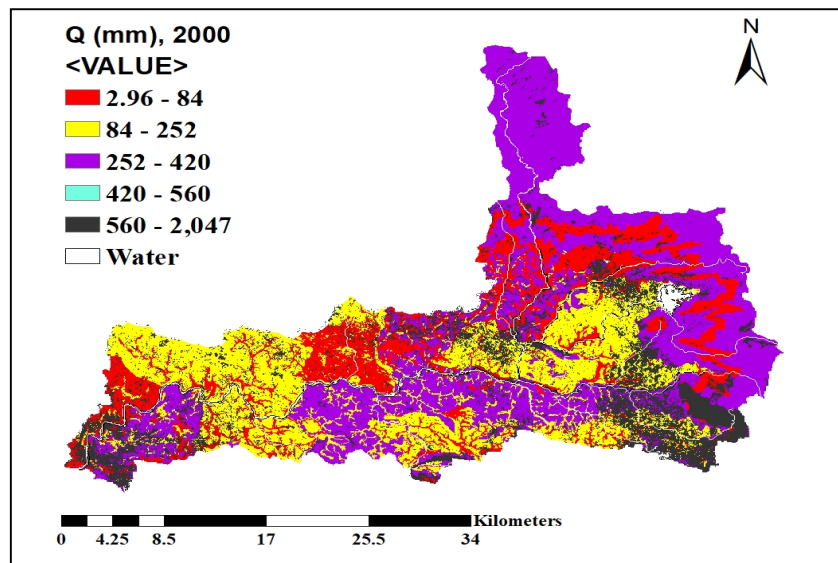 Q (mm), 2000
<VALUE>
2.96 - 84
84 - 252
252 - 420
420 - 560
560 - 2,047
Water
N
Kilometers
0 4.25 8.5 17 25.5 34